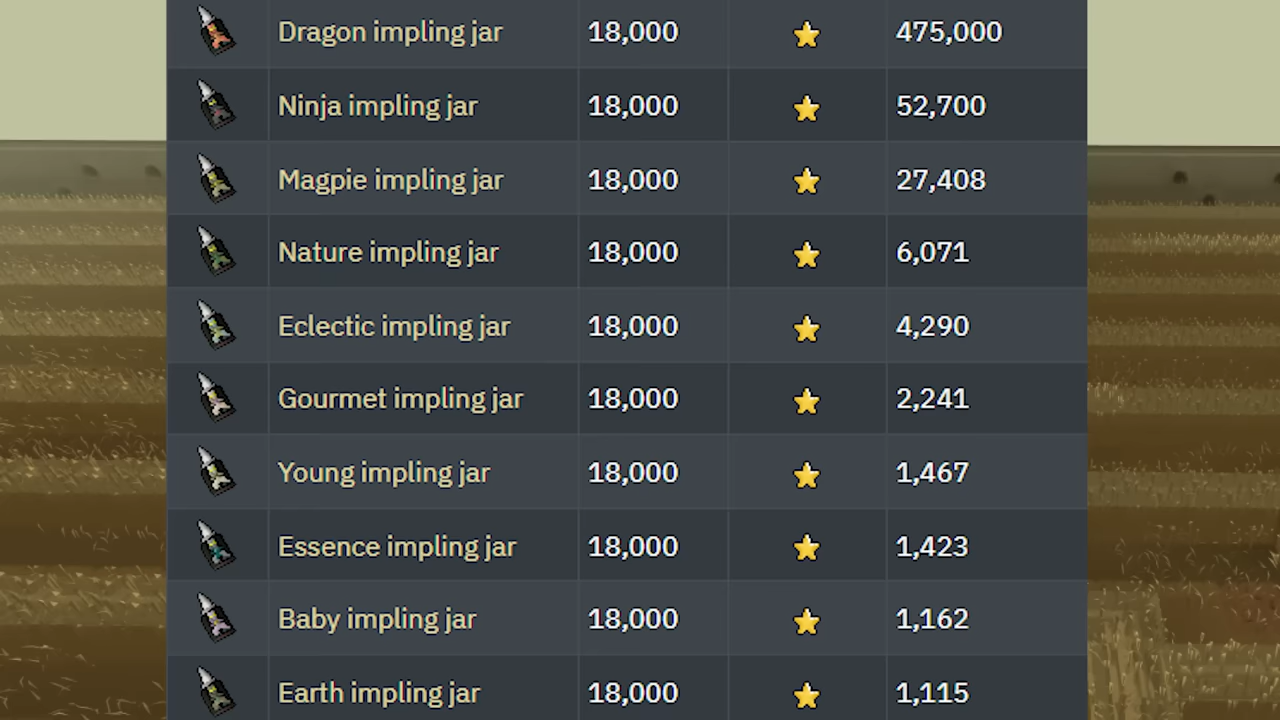 Dragon impling jar 18,000 475,000
Ninja impling jar 18,000 52,700
Magpie impling jar 18,000 27,408
Nature impling jar 18,000 6,071
Eclectic impling jar 18,000 4,290
Gourmet impling jar 18,000 2,241
Young impling jar 18,000 1,467
Essence impling jar 18,000 1,423
Baby impling jar 18,000 1,162
Earth impling jar 18,000 1,115